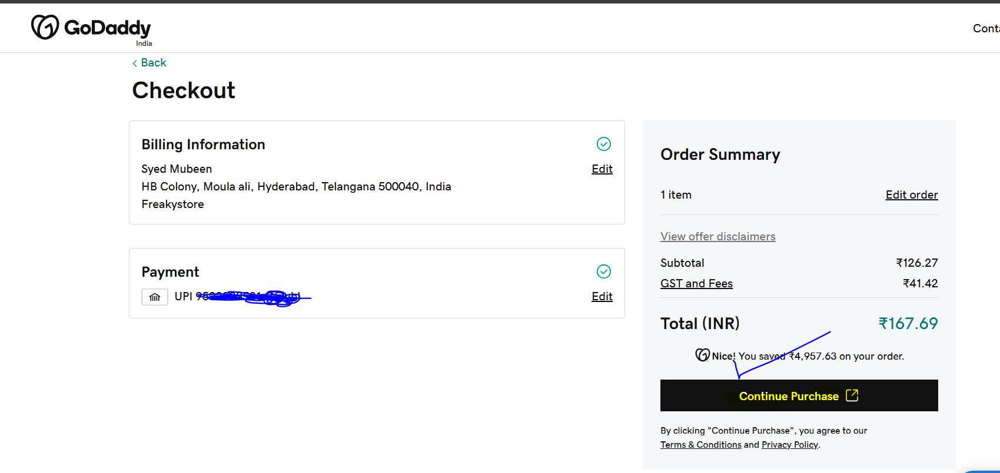 GoDaddy
India
Back
Checkout
Billing Information
Syed Mubeen
Edit
HB Colony, Moula ali, Hyderabad, Telangana 500040, India
Freakystore
Payment
UPI
Edit
Order Summary
1 item
Edit order
View offer disclaimers
Subtotal
₹126.27
GST and Fees
₹41.42
Total (INR)
₹167.69
Nice! You saved ₹4,957.63 on your order.
Continue Purchase
By clicking "Continue Purchase", you agree to our
Terms & Conditions and Privacy Policy.